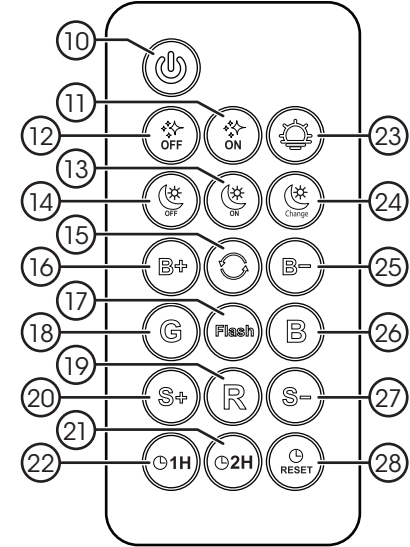 10
11
12 OFF ON 23
13
14 OFF ON Change 24
15
16 B+ B− 25
17
18 G Flash B 26
19
20 S+ R S− 27
21
22 1H 2H RESET 28